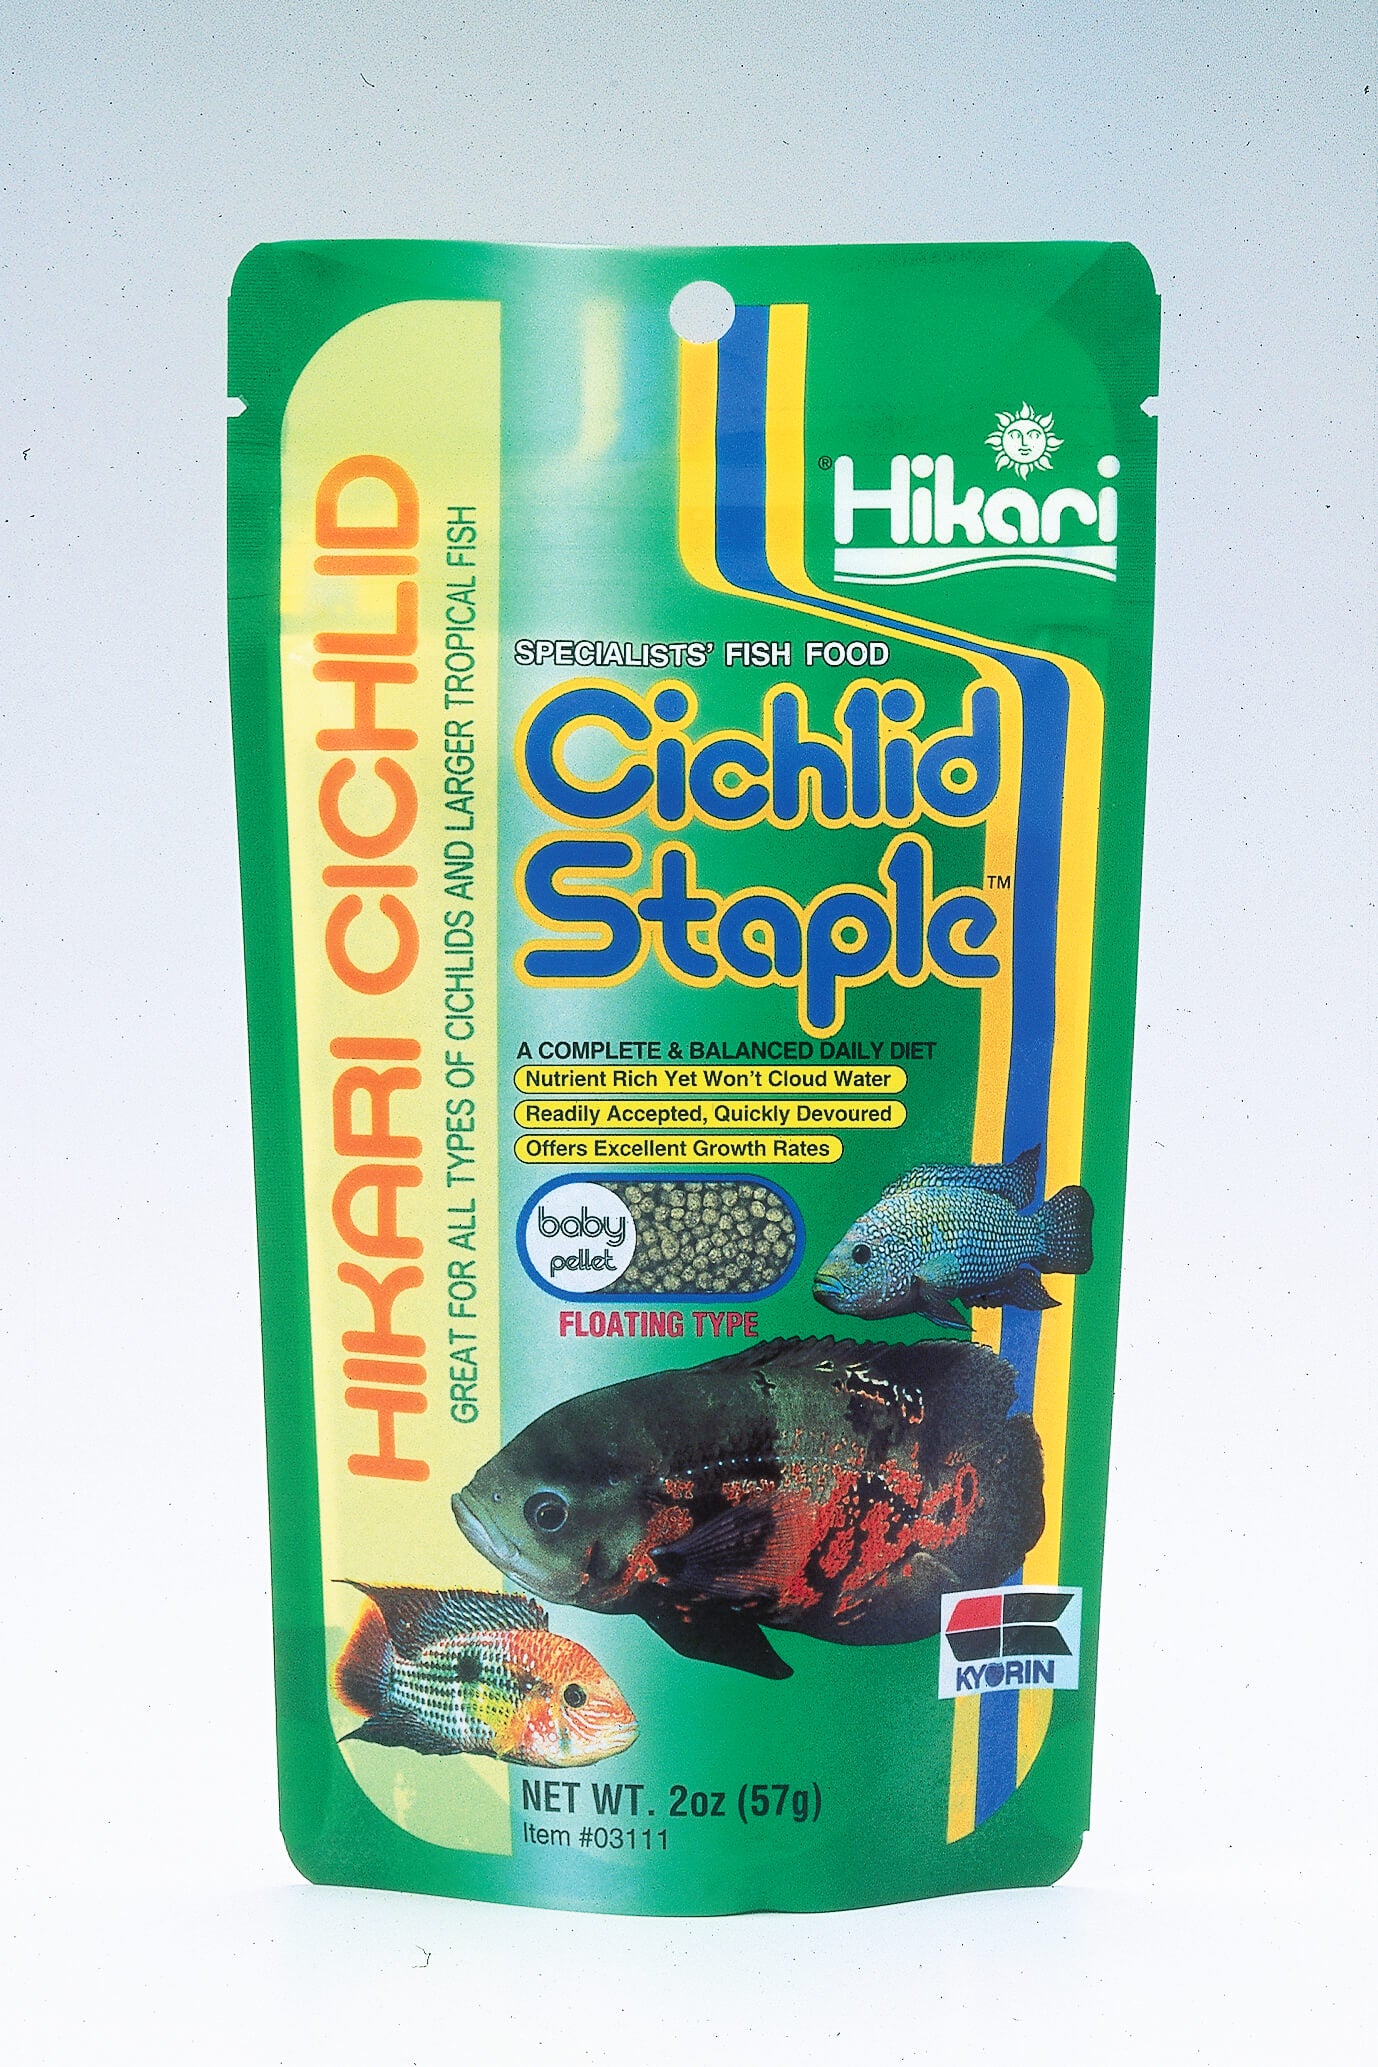 HIKARI CICHLID
GREAT FOR ALL TYPES OF CICHLIDS AND LARGER TROPICAL FISH
®Hikari
SPECIALISTS' FISH FOOD
Cichlid
Staple™
A COMPLETE & BALANCED DAILY DIET
Nutrient Rich Yet Won't Cloud Water
Readily Accepted, Quickly Devoured
Offers Excellent Growth Rates
baby
pellet
FLOATING TYPE
KYORIN
NET WT. 2oz (57g)
Item #03111